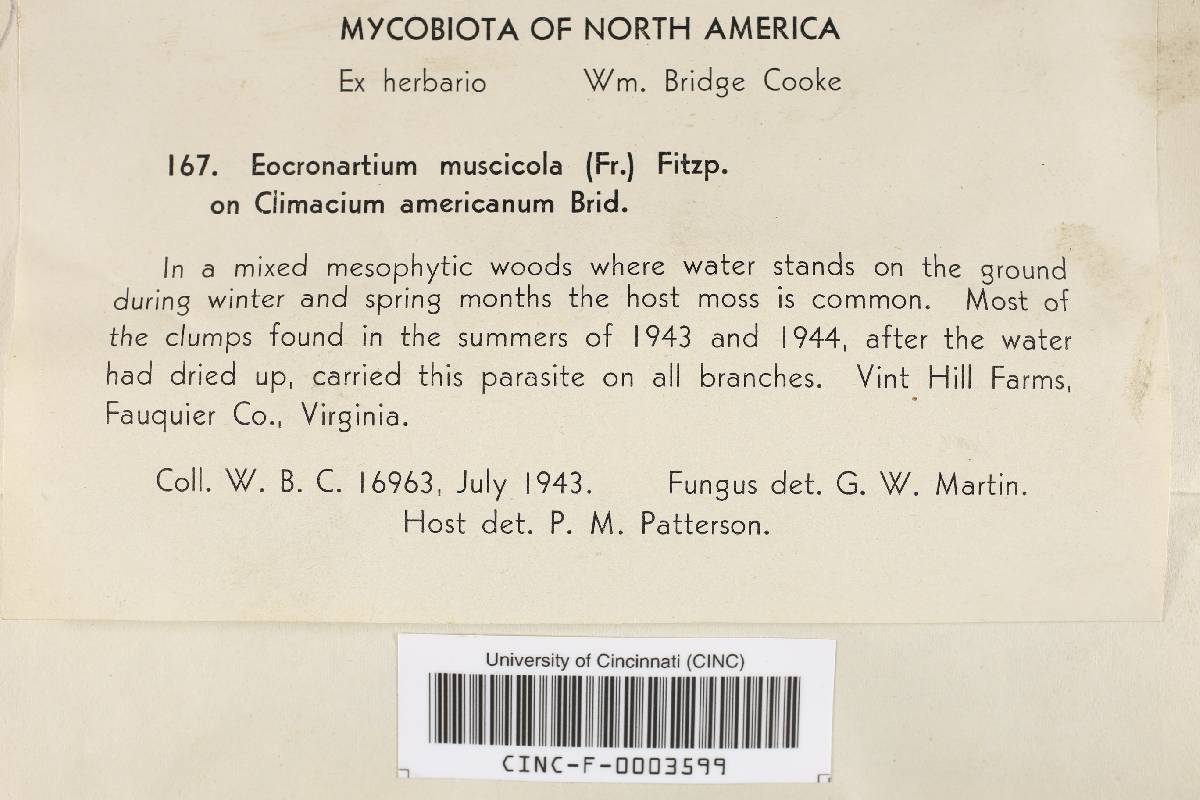 MYCOBIOTA OF NORTH AMERICA
Ex herbario Wm. Bridge Cooke
167. Eocronartium muscicola (Fr.) Fitzp.
on Climacium americanum Brid.
In a mixed mesophytic woods where water stands on the ground
during winter and spring months the host moss is common. Most of
the clumps found in the summers of 1943 and 1944, after the water
had dried up, carried this parasite on all branches. Vint Hill Farms,
Fauquier Co., Virginia.
Coll. W. B. C. 16963, July 1943. Fungus det. G. W. Martin.
Host det. P. M. Patterson.
University of Cincinnati (CINC)
CINC-F-0003599